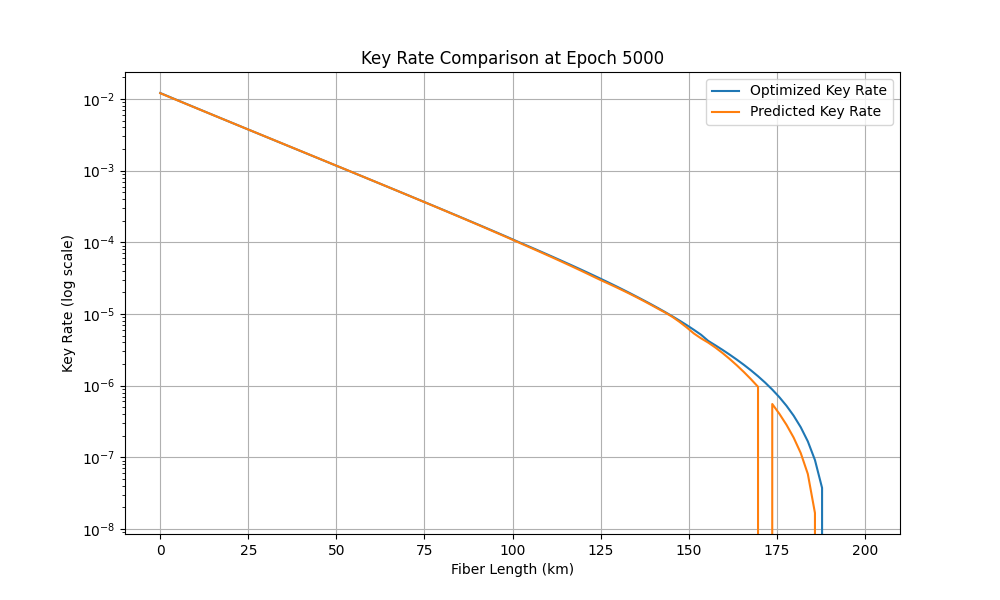 Key Rate Comparison at Epoch 5000
Optimized Key Rate
Predicted Key Rate
Key Rate (log scale)
10⁻²
10⁻³
10⁻⁴
10⁻⁵
10⁻⁶
10⁻⁷
10⁻⁸
0 25 50 75 100 125 150 175 200
Fiber Length (km)